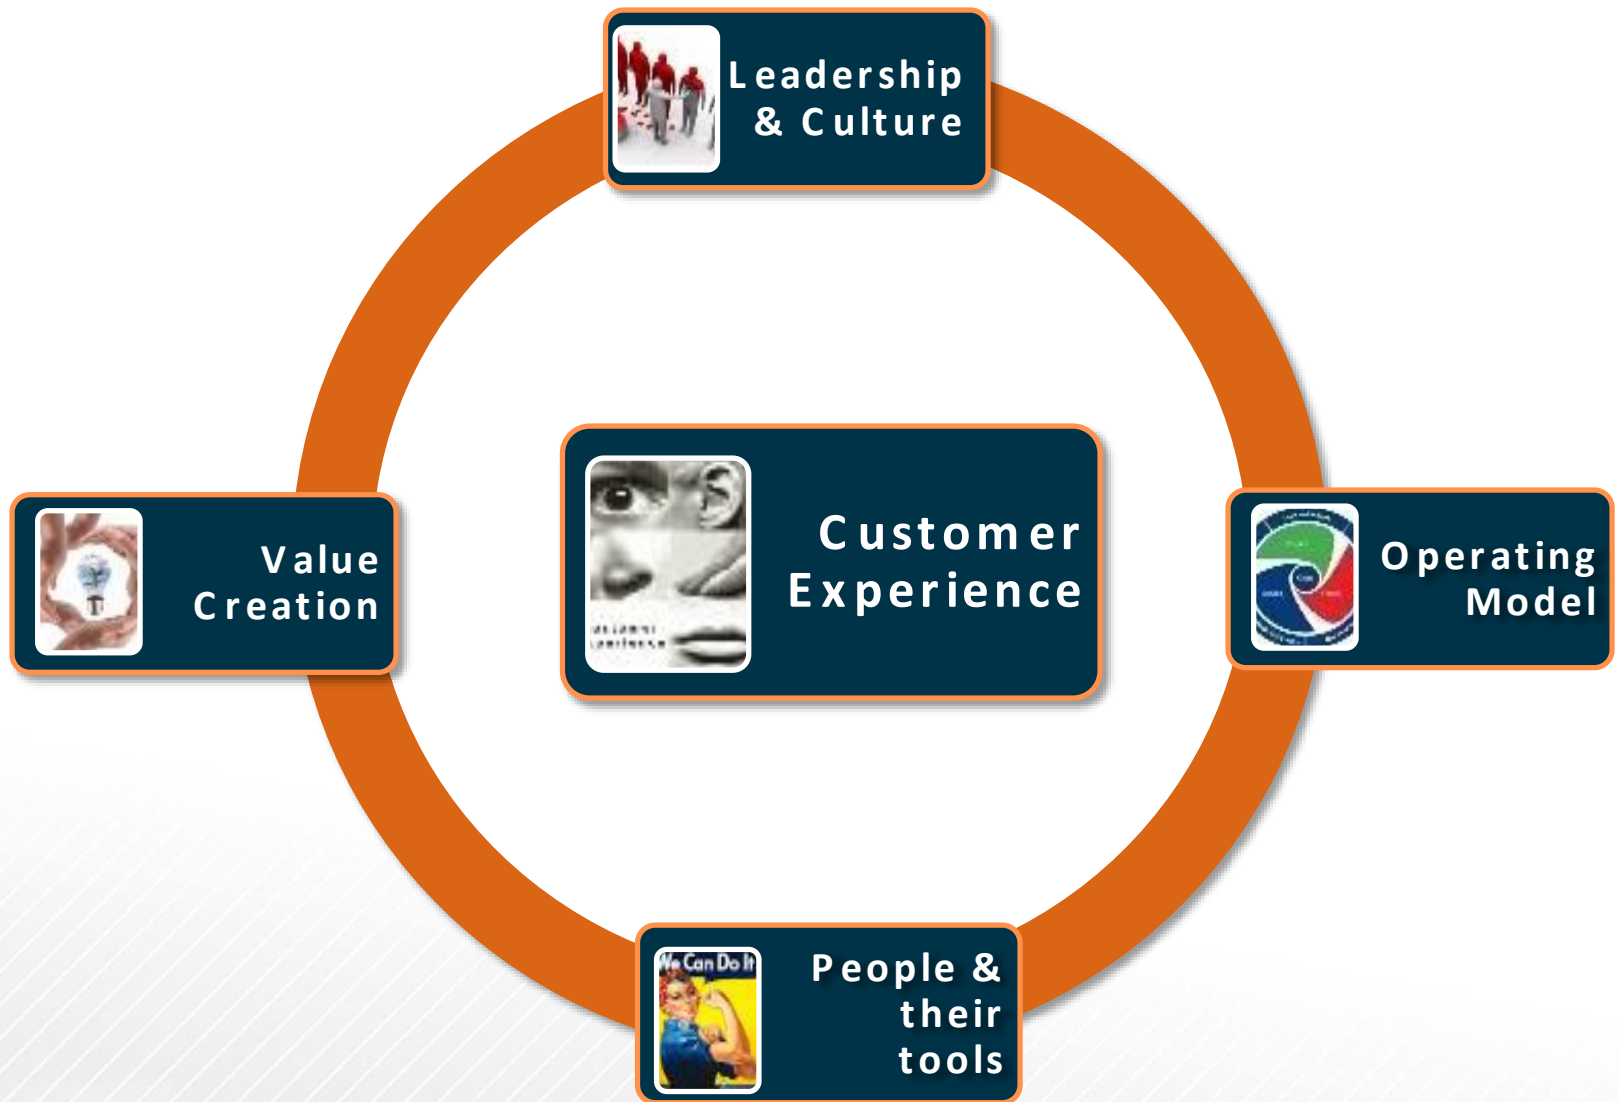 Leadership
& Culture
Customer
Experience
Value
Creation
Operating
Model
We Can Do It
People &
their
tools